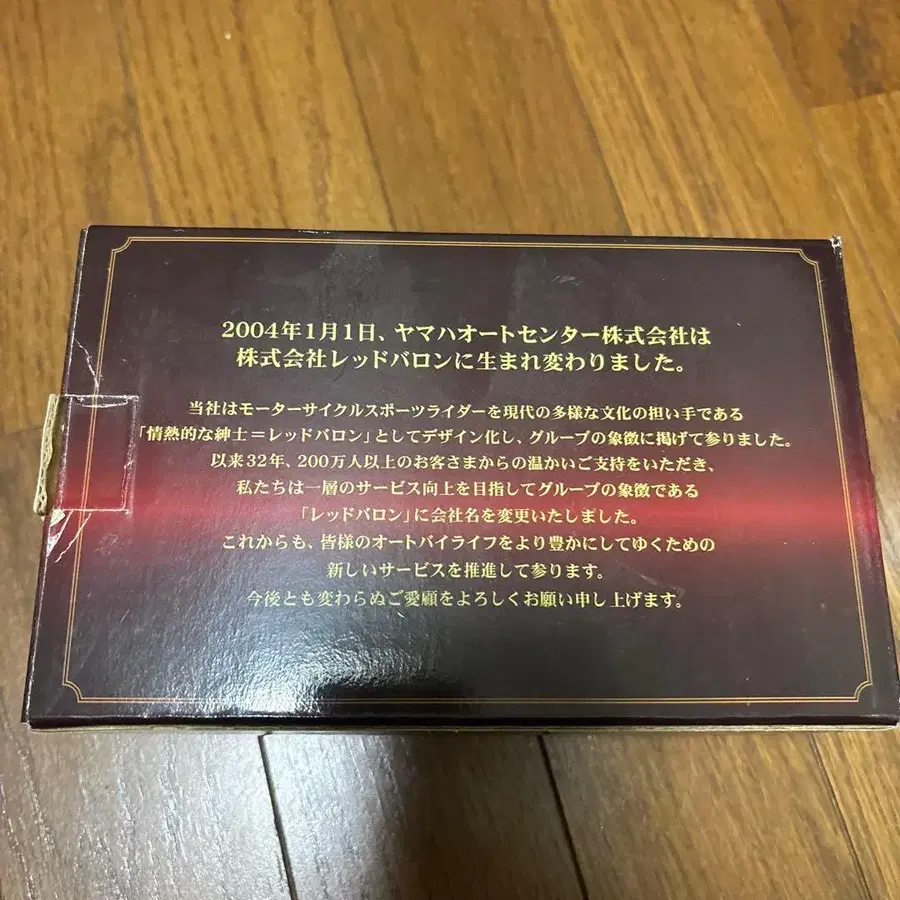 2004年1月1日、ヤマハオートセンター株式会社は
株式会社レッドバロンに生まれ変わりました。
当社はモーターサイクルスポーツライダーを現代の多様な文化の担い手である
「情熱的な紳士＝レッドバロン」としてデザイン化し、グループの象徴に掲げて参りました。
以来32年、200万人以上のお客さまからの温かいご支持をいただき、
私たちは一層のサービス向上を目指してグループの象徴である
「レッドバロン」に会社名を変更いたしました。
これからも、皆様のオートバイライフをより豊かにしてゆくための
新しいサービスを推進して参ります。
今後とも変わらぬご愛顧をよろしくお願い申し上げます。